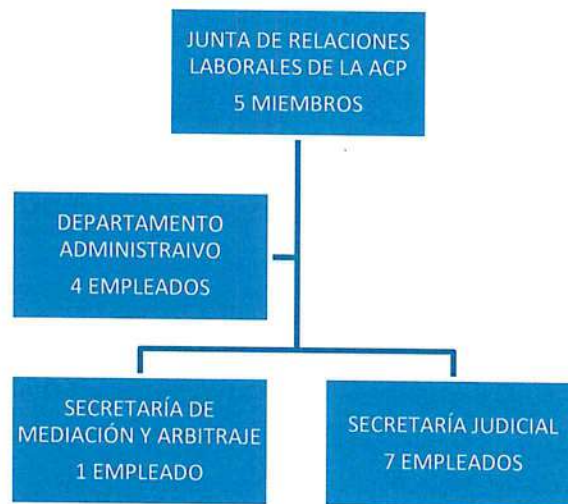 JUNTA DE RELACIONES
LABORALES DE LA ACP
5 MIEMBROS
DEPARTAMENTO
ADMINISTRAIVO
4 EMPLEADOS
SECRETARÍA DE
MEDIACIÓN Y ARBITRAJE
1 EMPLEADO
SECRETARÍA JUDICIAL
7 EMPLEADOS